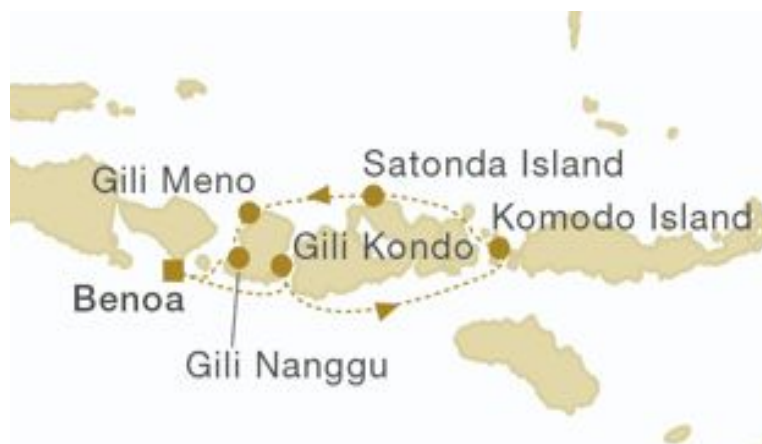 Satonda Island
Gili Meno
Komodo Island
Gili Kondo
Benoa
Gili Nanggu